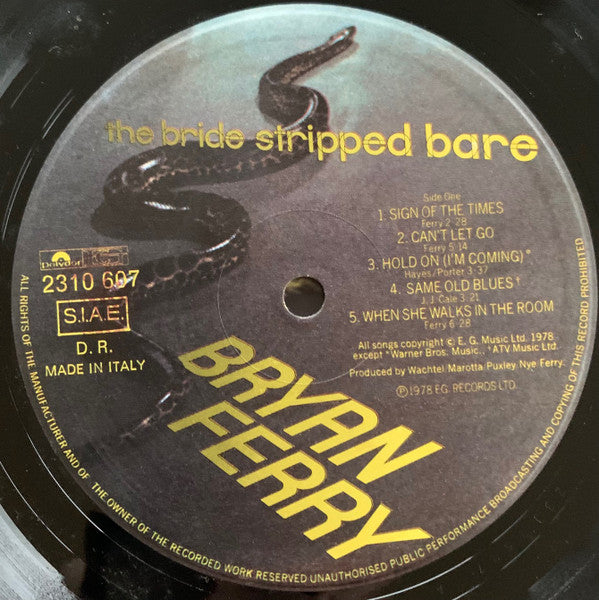 the bride stripped bare
Side One
1. SIGN OF THE TIMES
Ferry 2·28
2. CAN'T LET GO
Ferry 5·14
3. HOLD ON (I'M COMING)*
Hayes/Porter 3·37
4. SAME OLD BLUES†
J. J. Cale 3·21
5. WHEN SHE WALKS IN THE ROOM
Ferry 6·28
All songs copyright © E. G. Music Ltd. 1978
except *Warner Bros. Music., †ATV Music Ltd.
Produced by Wachtel Marotta Puxley Nye Ferry.
℗1978 E.G. RECORDS LTD.
polydor
2310 607
S.I.A.E.
D. R.
MADE IN ITALY
BRYAN
FERRY
ALL RIGHTS OF THE MANUFACTURER AND OF THE OWNER OF THE RECORDED WORK RESERVED UNAUTHORISED PUBLIC PERFORMANCE BROADCASTING AND COPYING OF THIS RECORD PROHIBITED